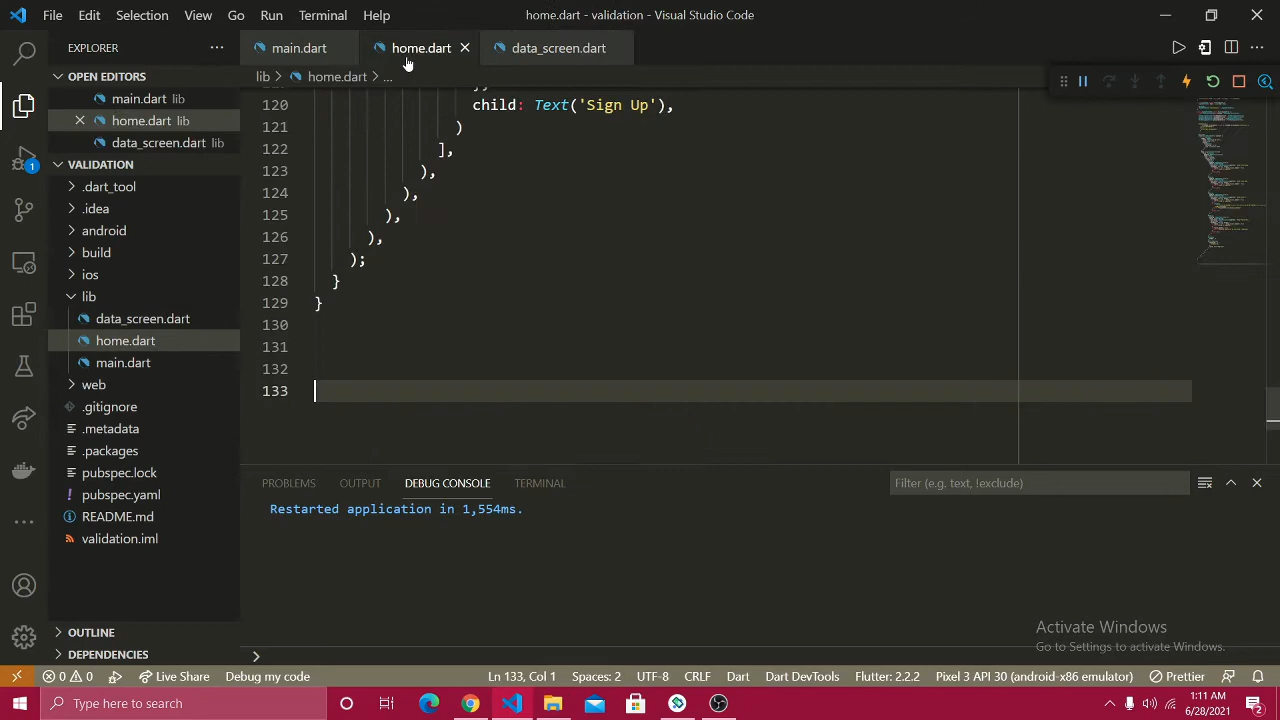 File Edit Selection View Go Run Terminal Help
home.dart - validation - Visual Studio Code
EXPLORER
main.dart
home.dart
data_screen.dart
OPEN EDITORS
lib > home.dart > ...
main.dart lib
home.dart lib
data_screen.dart lib
VALIDATION
.dart_tool
.idea
android
build
ios
lib
data_screen.dart
home.dart
main.dart
web
.gitignore
.metadata
.packages
pubspec.lock
pubspec.yaml
README.md
validation.iml
OUTLINE
DEPENDENCIES
1
120 child: Text('Sign Up'),
121 )
122 ],
123 ),
124 ),
125 ),
126 ),
127 );
128 }
129 }
130
131
132
133
PROBLEMS OUTPUT DEBUG CONSOLE TERMINAL
Filter (e.g. text, !exclude)
Restarted application in 1,554ms.
>
Activate Windows
Go to Settings to activate Windows.
0 0 Live Share Debug my code Ln 133, Col 1 Spaces: 2 UTF-8 CRLF Dart Dart DevTools Flutter: 2.2.2 Pixel 3 API 30 (android-x86 emulator) Prettier
Type here to search
1:11 AM
6/28/2021
2